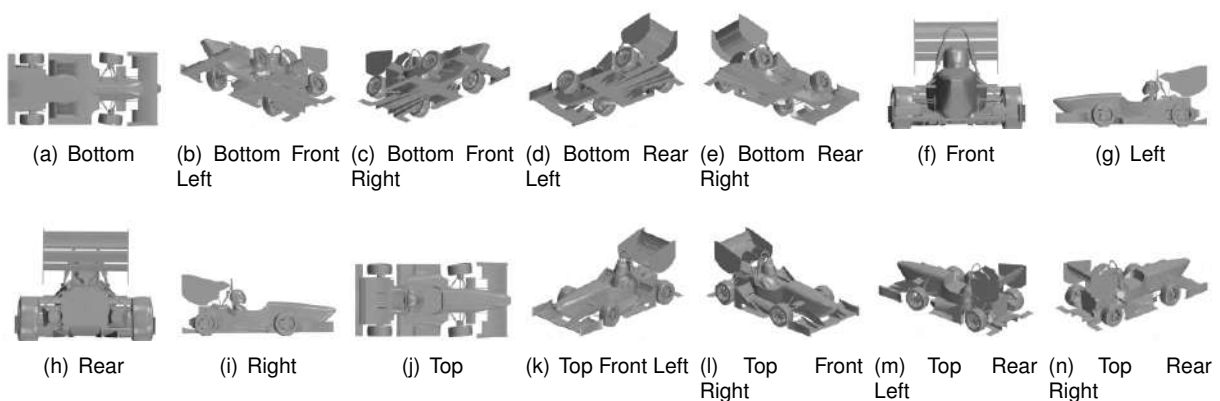 (a) Bottom
(b) Bottom Front
Left
(c) Bottom Front
Right
(d) Bottom Rear
Left
(e) Bottom Rear
Right
(f) Front
(g) Left
(h) Rear
(i) Right
(j) Top
(k) Top Front Left
(l) Top Front
Right
(m) Top Rear
Left
(n) Top Rear
Right